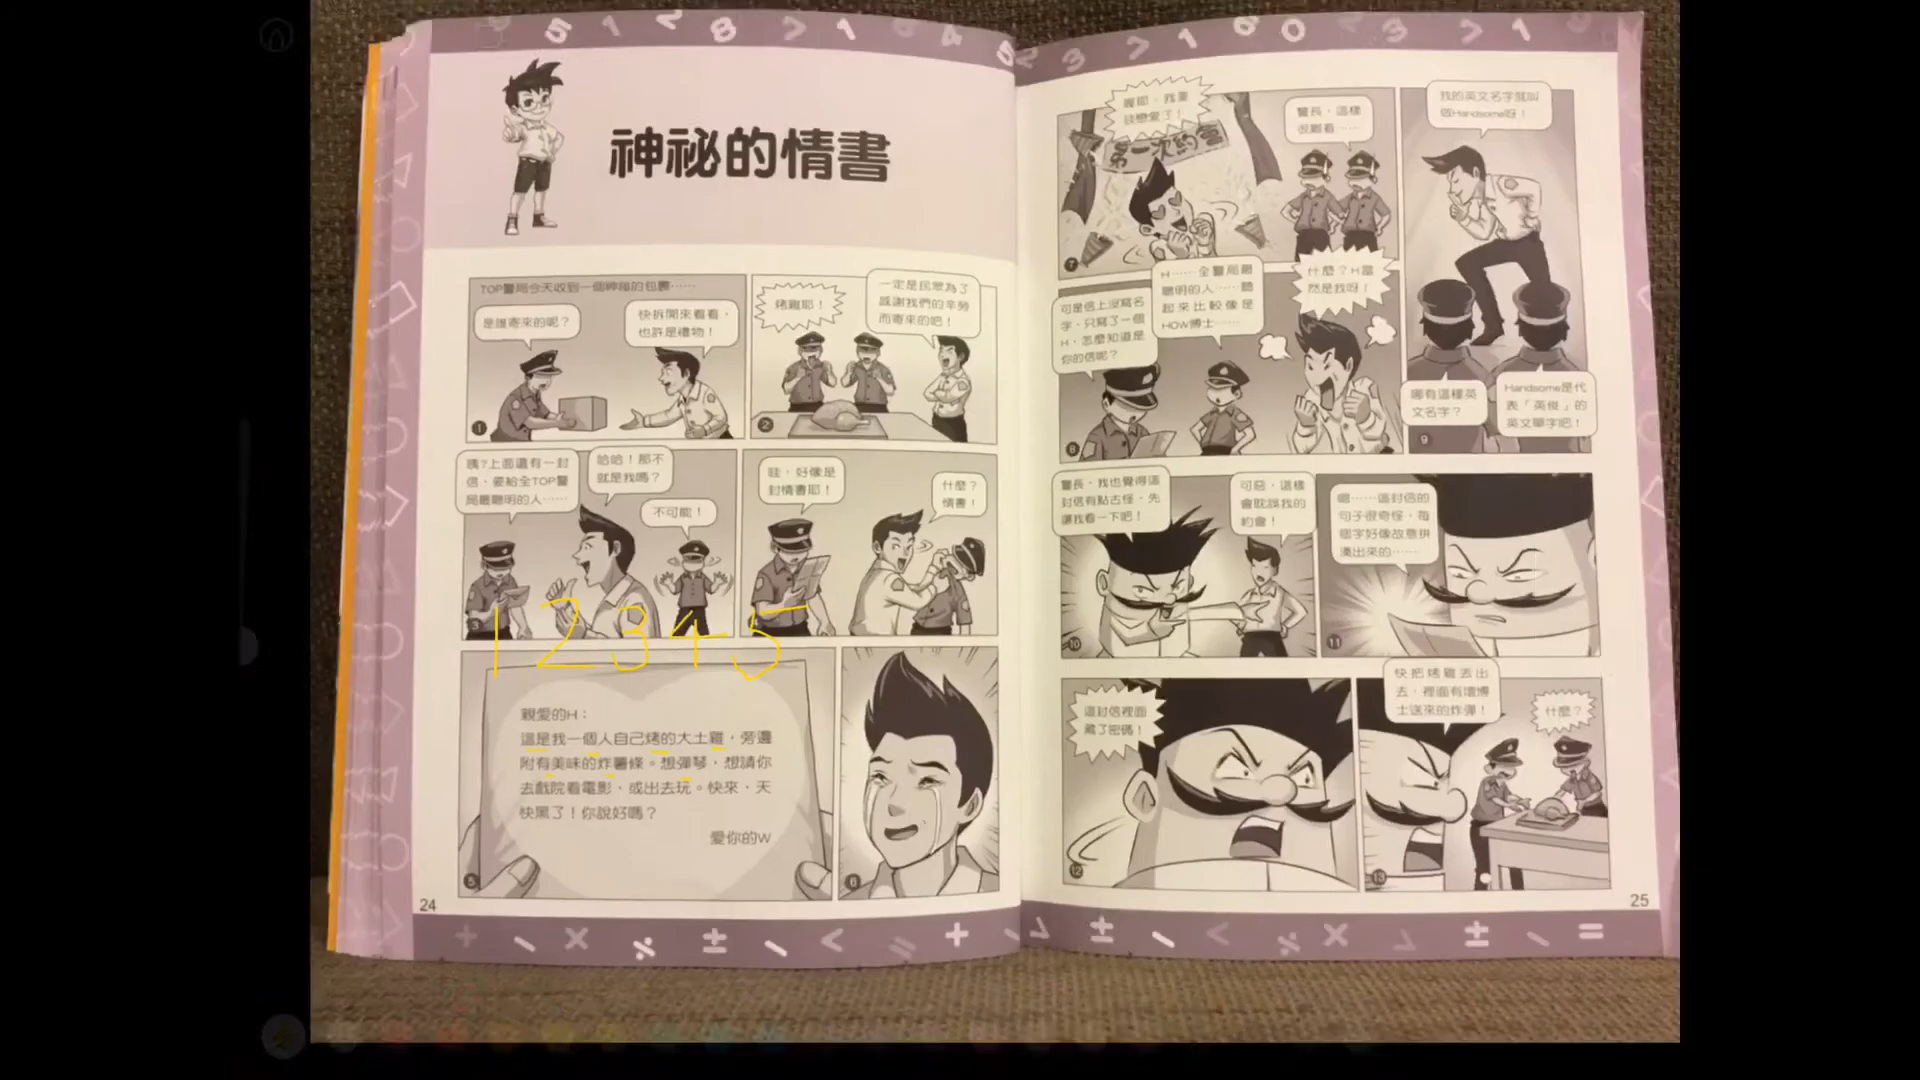 神祕的情書
TOP警局今天收到一個神祕的包裹……
是誰寄來的呢？
快拆開來看看，
也許是禮物！
烤雞耶！
一定是民眾為了
感謝我們的辛勞
而寄來的吧！
咦?上面還有一封
信，要給全TOP警
局最聰明的人……
哈哈！那不
就是我嗎？
不可能！
哇，好像是
封情書耶！
什麼？
情書！
1 2 3 4 5
親愛的H：
這是我一個人自己烤的大土雞，旁邊
附有美味的炸薯條。想彈琴，想請你
去戲院看電影，或出去玩。快來，天
快黑了！你說好嗎？
愛你的W
24
喔耶，我要
談戀愛了！
第一次約會
警長，這樣
很難看……
可是信上沒寫名
字，只寫了一個
H，怎麼知道是
你的信呢？
H……全警局最
聰明的人……聽
起來比較像是
HOW博士……
什麼？H當
然是我呀！
我的英文名字就叫
做Handsome呀！
哪有這種英
文名字？
Handsome是代
表「英俊」的
英文單字吧！
警長，我也覺得這
封信有點古怪，先
讓我看一下吧！
可惡，這樣
會耽誤我的
約會！
嗯……這封信的
句子很奇怪，每
個字好像故意拼
湊出來的……
這封信裡面
藏了密碼！
快把烤雞丟出
去，裡面有壞博
士送來的炸彈！
什麼？
25